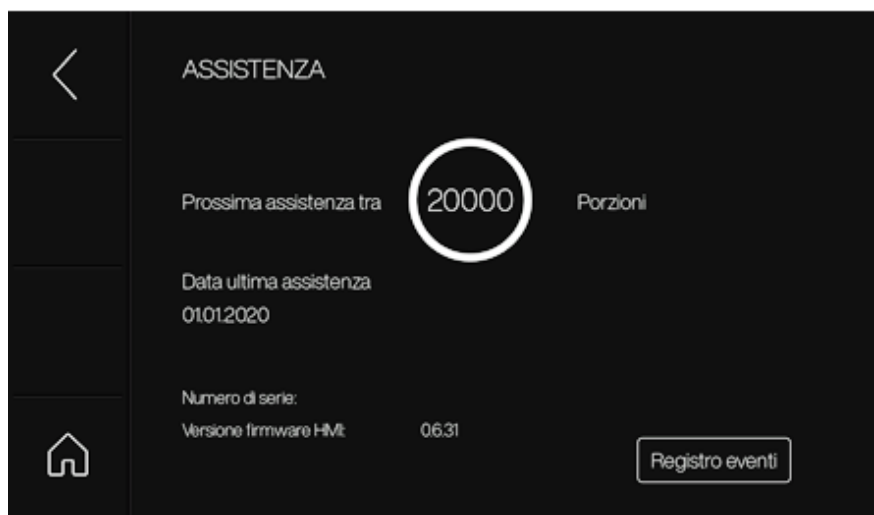 ASSISTENZA
Prossima assistenza tra 20000 Porzioni
Data ultima assistenza
01.01.2020
Numero di serie:
Versione firmware HMI: 0.6.31
Registro eventi